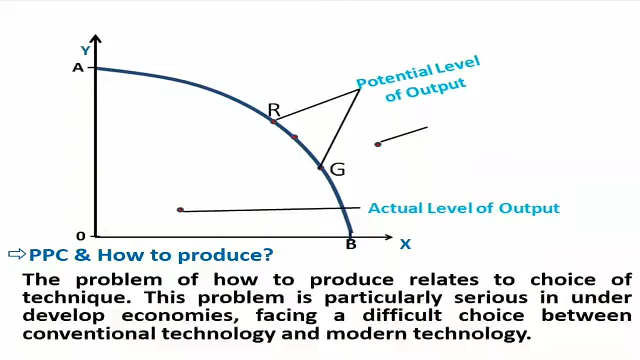 Y
A
Potential Level
of Output
R
G
Actual Level of Output
0
B
X
⇨PPC & How to produce?
The problem of how to produce relates to choice of
technique. This problem is particularly serious in under
develop economies, facing a difficult choice between
conventional technology and modern technology.